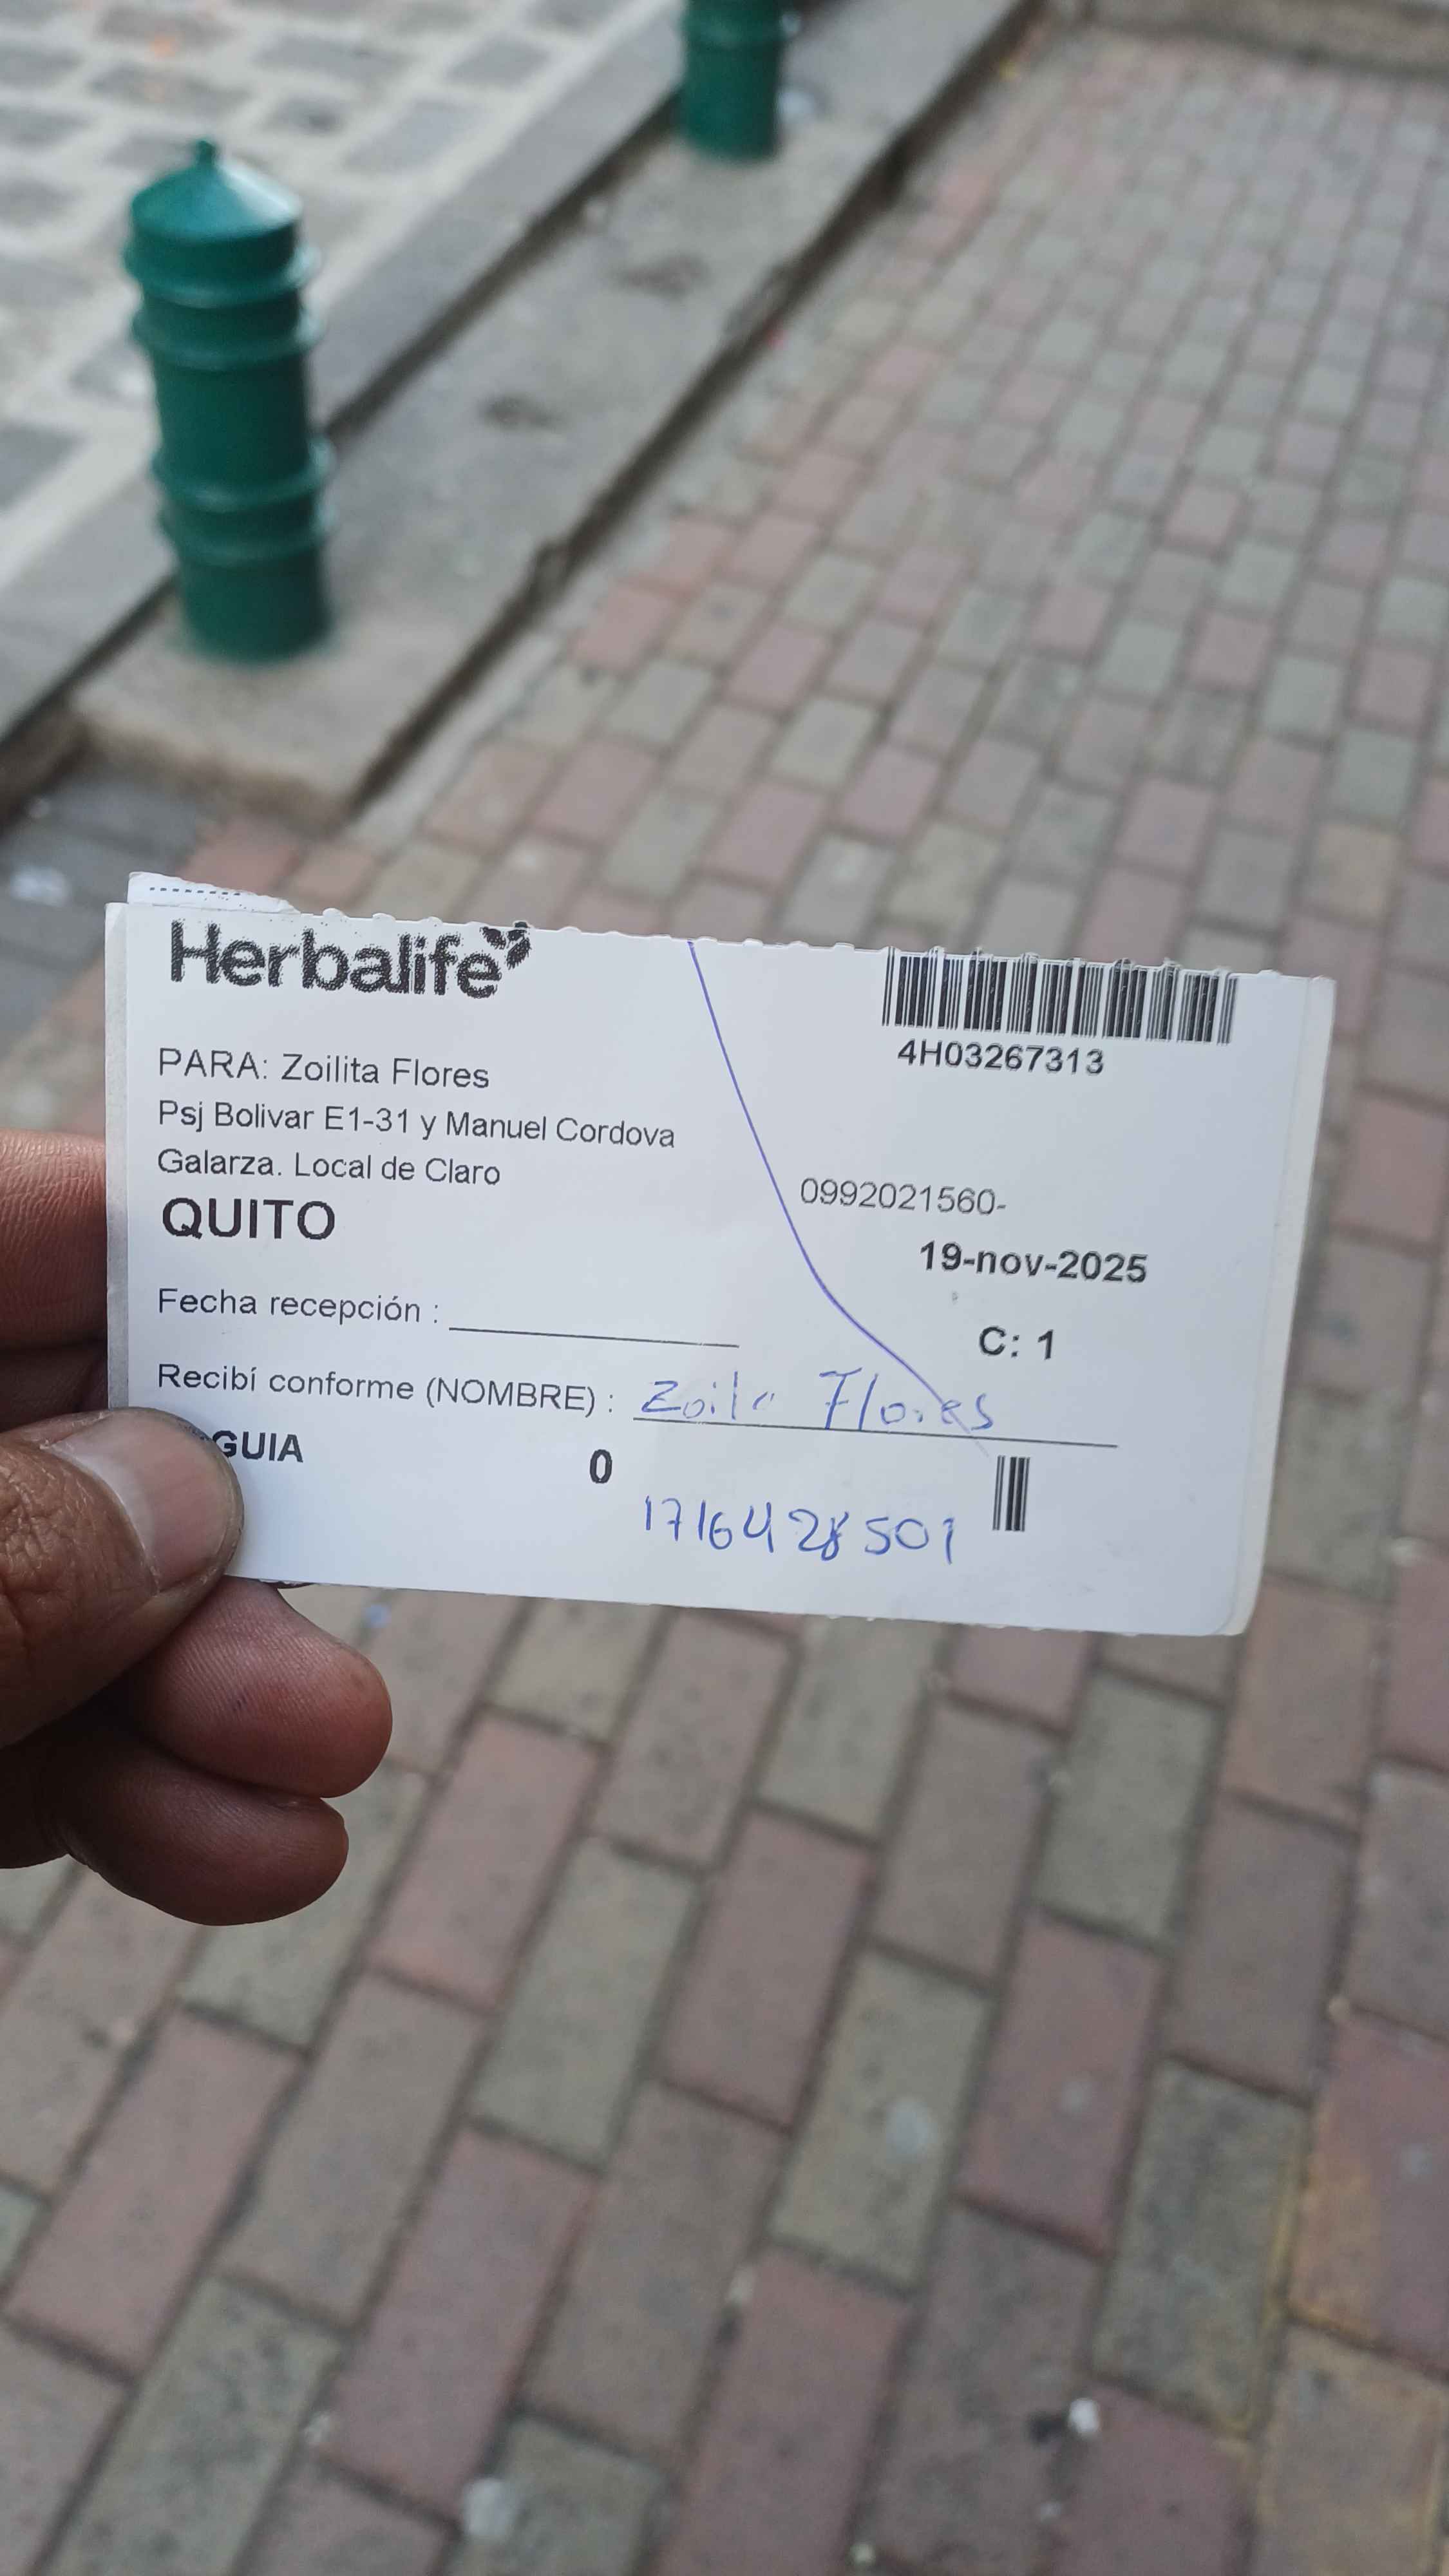 Herbalife
4H03267313
PARA: Zoilita Flores
Psj Bolivar E1-31 y Manuel Cordova
Galarza. Local de Claro
QUITO
0992021560-
19-nov-2025
C: 1
Fecha recepción :
Recibí conforme (NOMBRE) : Zoila Flores
GUIA 0
1716428501